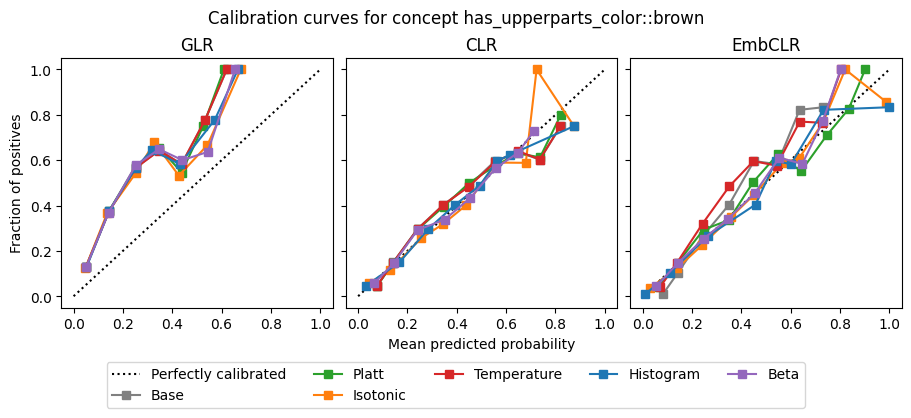 Calibration curves for concept has_upperparts_color::brown
GLR
CLR
EmbCLR
1.0
0.8
0.6
0.4
0.2
0.0
Fraction of positives
0.0 0.2 0.4 0.6 0.8 1.0
0.0 0.2 0.4 0.6 0.8 1.0
0.0 0.2 0.4 0.6 0.8 1.0
Mean predicted probability
Perfectly calibrated Platt Temperature Histogram Beta
Base Isotonic